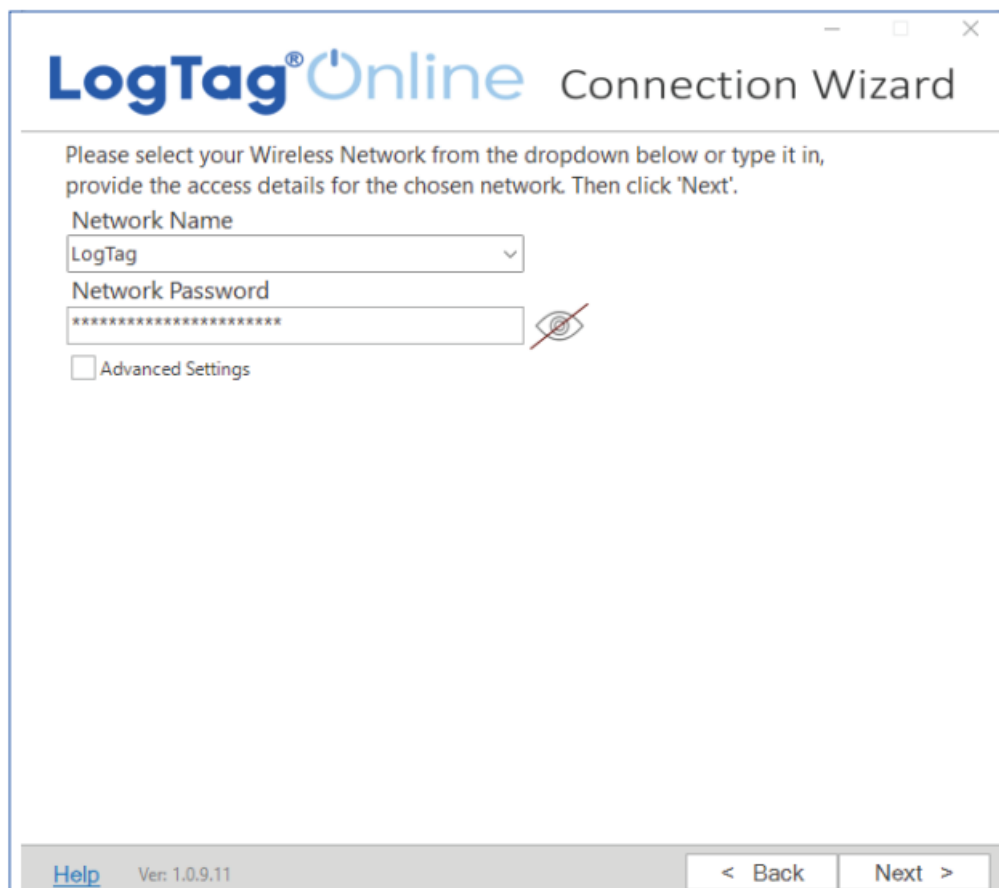 LogTag® Online Connection Wizard
Please select your Wireless Network from the dropdown below or type it in,
provide the access details for the chosen network. Then click 'Next'.
Network Name
LogTag
Network Password
***********************
Advanced Settings
Help Ver: 1.0.9.11 < Back Next >